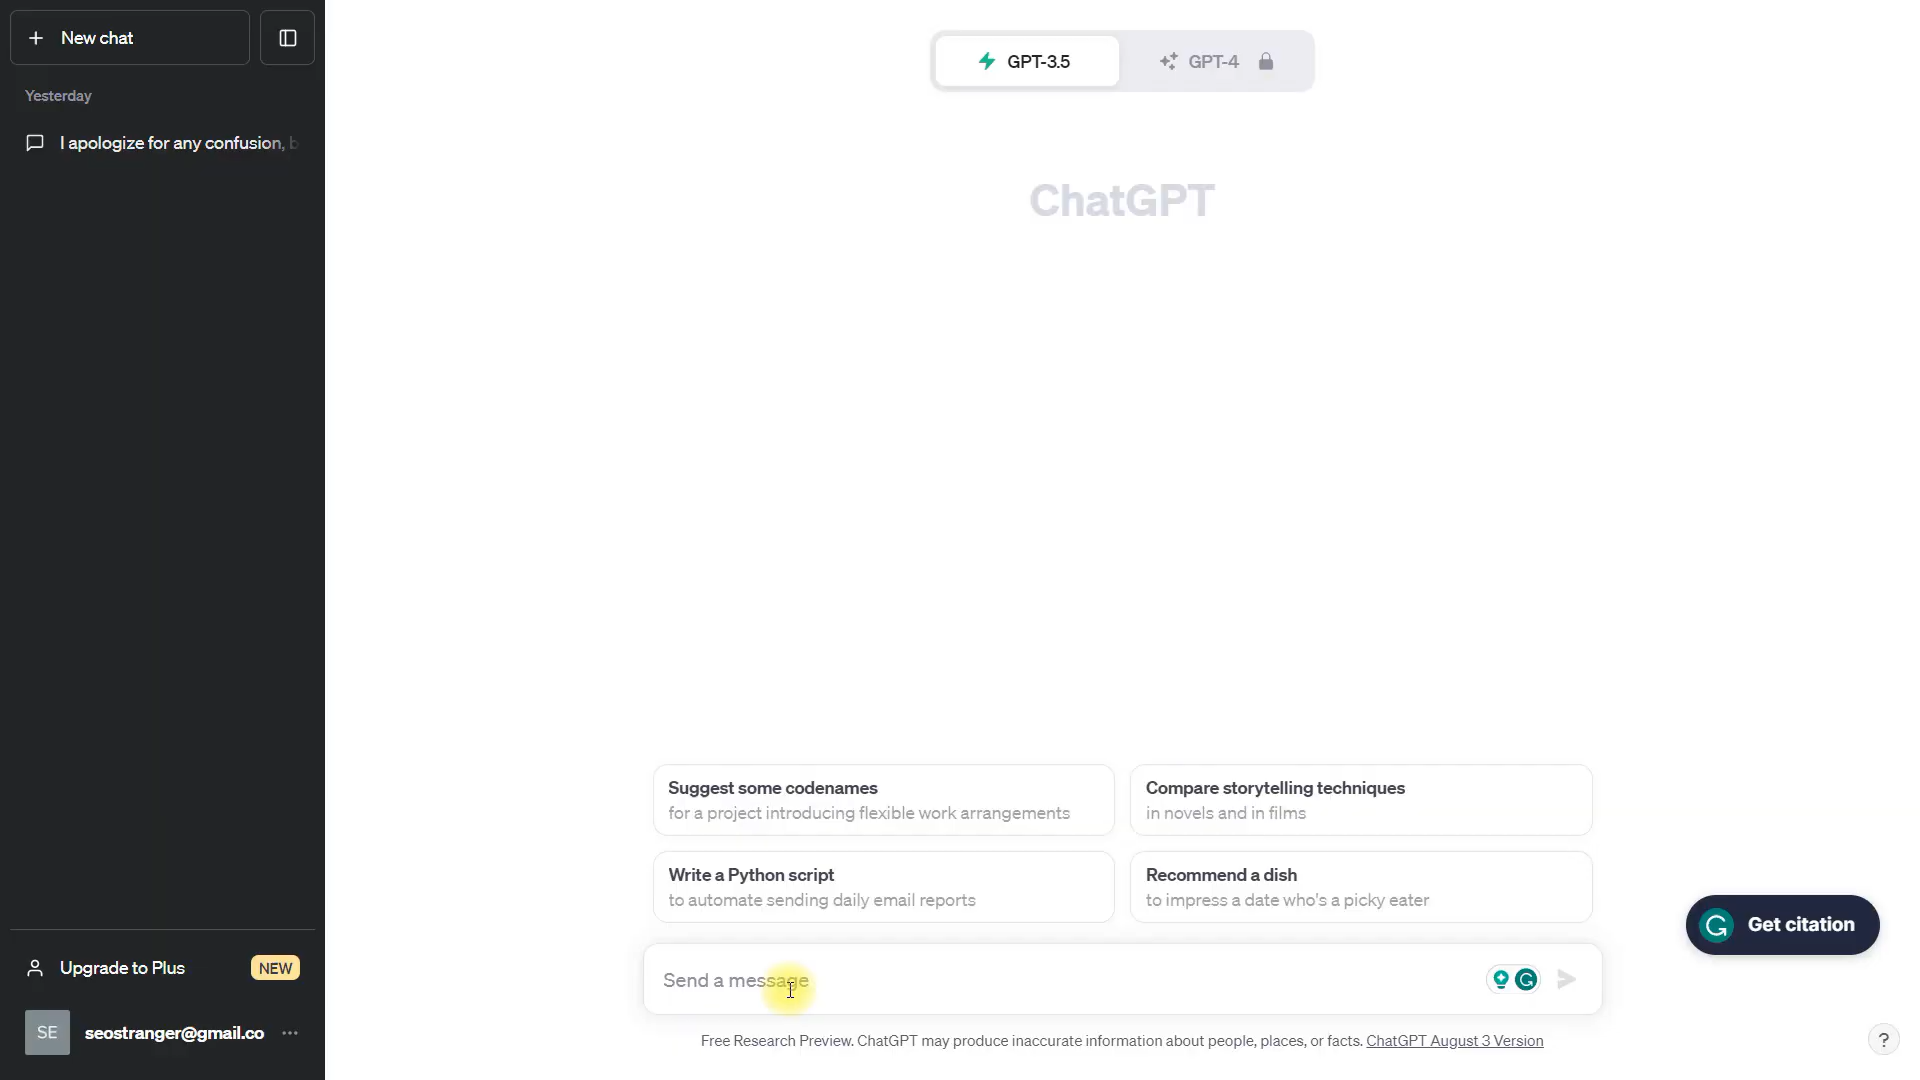 New chat
Yesterday
I apologize for any confusion, b
Upgrade to Plus
NEW
SE
seostranger@gmail.co
GPT-3.5
GPT-4
ChatGPT
Suggest some codenames
for a project introducing flexible work arrangements
Compare storytelling techniques
in novels and in films
Write a Python script
to automate sending daily email reports
Recommend a dish
to impress a date who's a picky eater
Get citation
Send a message
Free Research Preview. ChatGPT may produce inaccurate information about people, places, or facts. ChatGPT August 3 Version
?